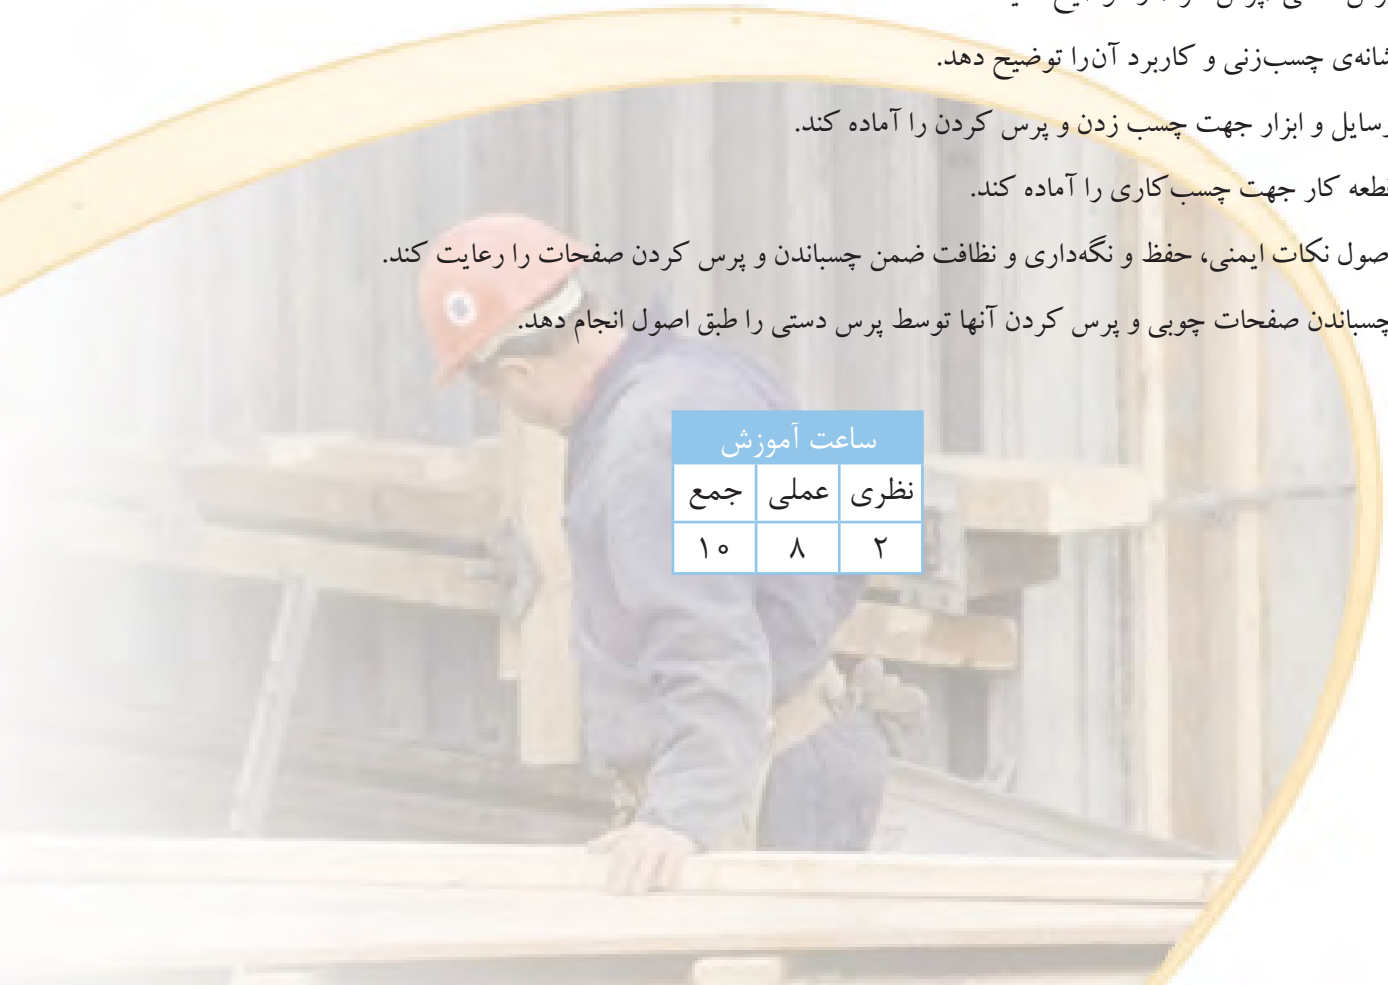 شانه‌ی چسب‌زنی و کاربرد آن‌را توضیح دهد.
وسایل و ابزار جهت چسب زدن و پرس کردن را آماده کند.
قطعه کار جهت چسب‌کاری را آماده کند.
اصول نکات ایمنی، حفظ و نگه‌داری و نظافت ضمن چسباندن و پرس کردن صفحات را رعایت کند.
چسباندن صفحات چوبی و پرس کردن آنها توسط پرس دستی را طبق اصول انجام دهد.
ساعت آموزش
نظری عملی جمع
۲ ۸ ۱۰